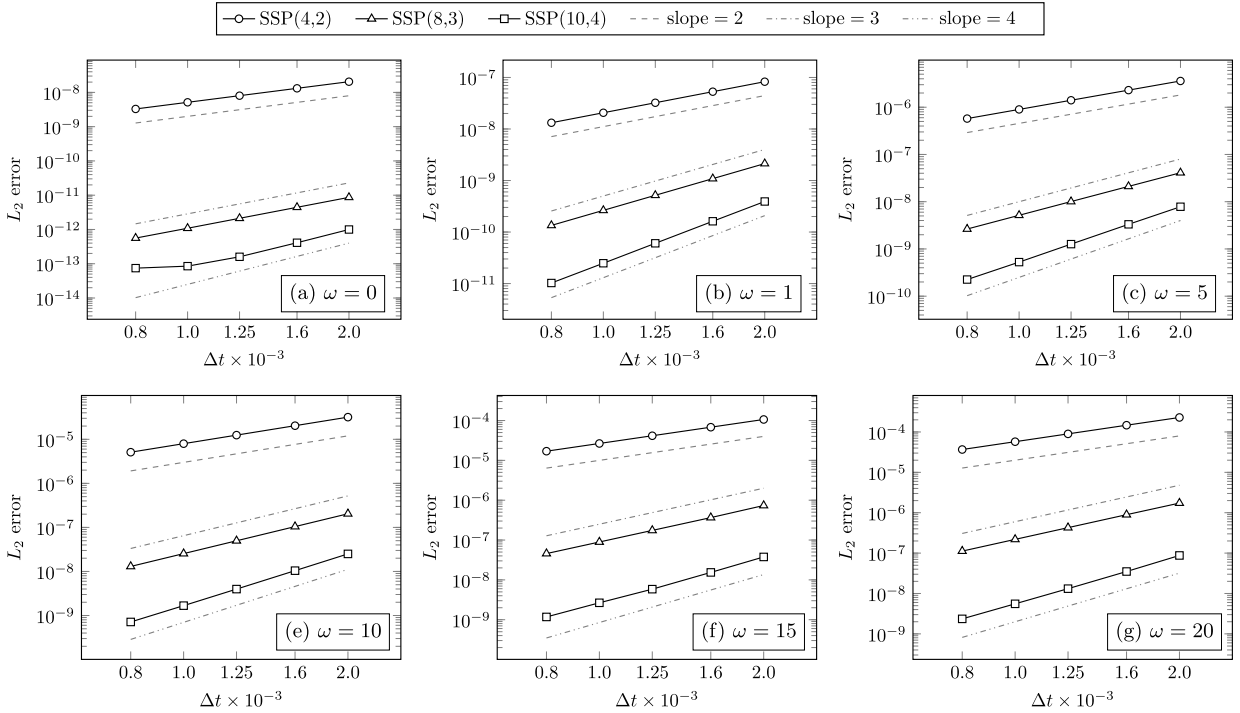 SSP(4,2) SSP(8,3) SSP(10,4) slope = 2 slope = 3 slope = 4
L₂ error
10⁻⁸
10⁻⁹
10⁻¹⁰
10⁻¹¹
10⁻¹²
10⁻¹³
10⁻¹⁴
(a) ω = 0
0.8 1.0 1.25 1.6 2.0
Δt × 10⁻³
L₂ error
10⁻⁷
10⁻⁸
10⁻⁹
10⁻¹⁰
10⁻¹¹
(b) ω = 1
0.8 1.0 1.25 1.6 2.0
Δt × 10⁻³
L₂ error
10⁻⁶
10⁻⁷
10⁻⁸
10⁻⁹
10⁻¹⁰
(c) ω = 5
0.8 1.0 1.25 1.6 2.0
Δt × 10⁻³
L₂ error
10⁻⁵
10⁻⁶
10⁻⁷
10⁻⁸
10⁻⁹
(e) ω = 10
0.8 1.0 1.25 1.6 2.0
Δt × 10⁻³
L₂ error
10⁻⁴
10⁻⁵
10⁻⁶
10⁻⁷
10⁻⁸
10⁻⁹
(f) ω = 15
0.8 1.0 1.25 1.6 2.0
Δt × 10⁻³
L₂ error
10⁻⁴
10⁻⁵
10⁻⁶
10⁻⁷
10⁻⁸
10⁻⁹
(g) ω = 20
0.8 1.0 1.25 1.6 2.0
Δt × 10⁻³